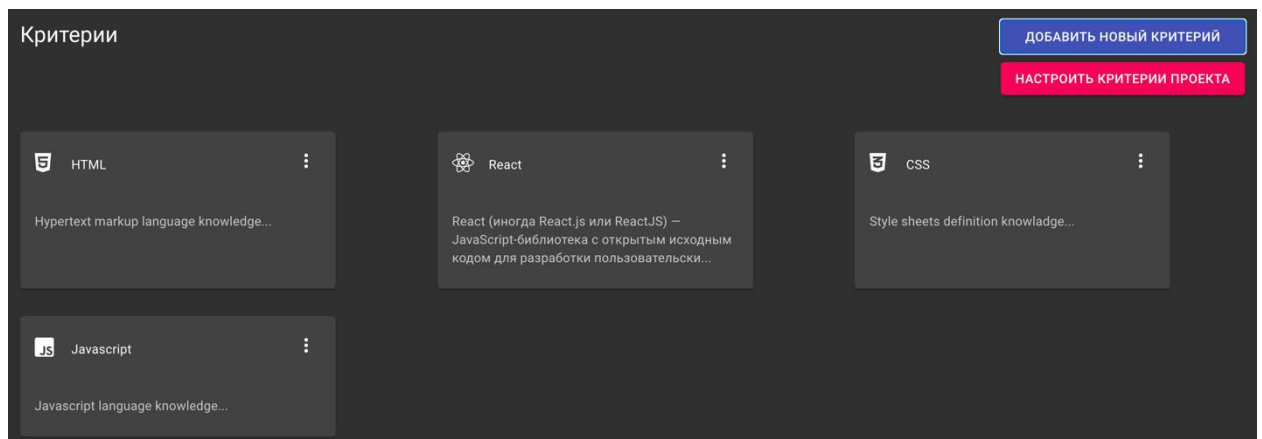 Критерии
ДОБАВИТЬ НОВЫЙ КРИТЕРИЙ
НАСТРОИТЬ КРИТЕРИИ ПРОЕКТА
HTML
Hypertext markup language knowledge...
React
React (иногда React.js или ReactJS) —
JavaScript-библиотека с открытым исходным
кодом для разработки пользовательски...
CSS
Style sheets definition knowladge...
JS Javascript
Javascript language knowledge...